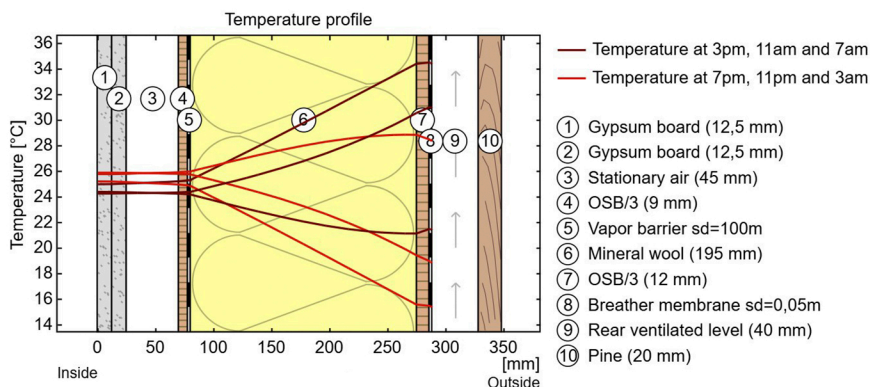 Temperature profile
Temperature [°C]
36
34
32
30
28
26
24
22
20
18
16
14
1
2
3
4
5
6
7
8
9
10
0
50
100
150
200
250
300
350
[mm]
Inside
Outside
Temperature at 3pm, 11am and 7am
Temperature at 7pm, 11pm and 3am
1 Gypsum board (12,5 mm)
2 Gypsum board (12,5 mm)
3 Stationary air (45 mm)
4 OSB/3 (9 mm)
5 Vapor barrier sd=100m
6 Mineral wool (195 mm)
7 OSB/3 (12 mm)
8 Breather membrane sd=0,05m
9 Rear ventilated level (40 mm)
10 Pine (20 mm)